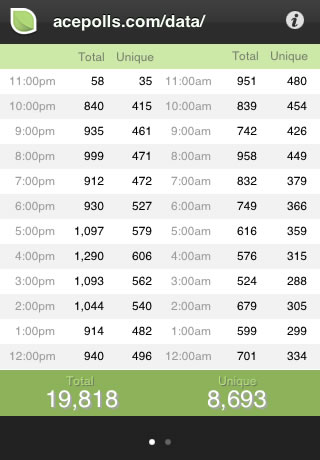 acepolls.com/data/
Total Unique Total Unique
11:00pm 58 35 11:00am 951 480
10:00pm 840 415 10:00am 839 454
9:00pm 935 461 9:00am 742 426
8:00pm 999 471 8:00am 958 449
7:00pm 912 472 7:00am 832 379
6:00pm 930 527 6:00am 749 366
5:00pm 1,097 579 5:00am 616 359
4:00pm 1,290 606 4:00am 576 315
3:00pm 1,093 562 3:00am 524 288
2:00pm 1,044 540 2:00am 679 305
1:00pm 914 482 1:00am 599 299
12:00pm 940 496 12:00am 701 334
Total Unique
19,818 8,693